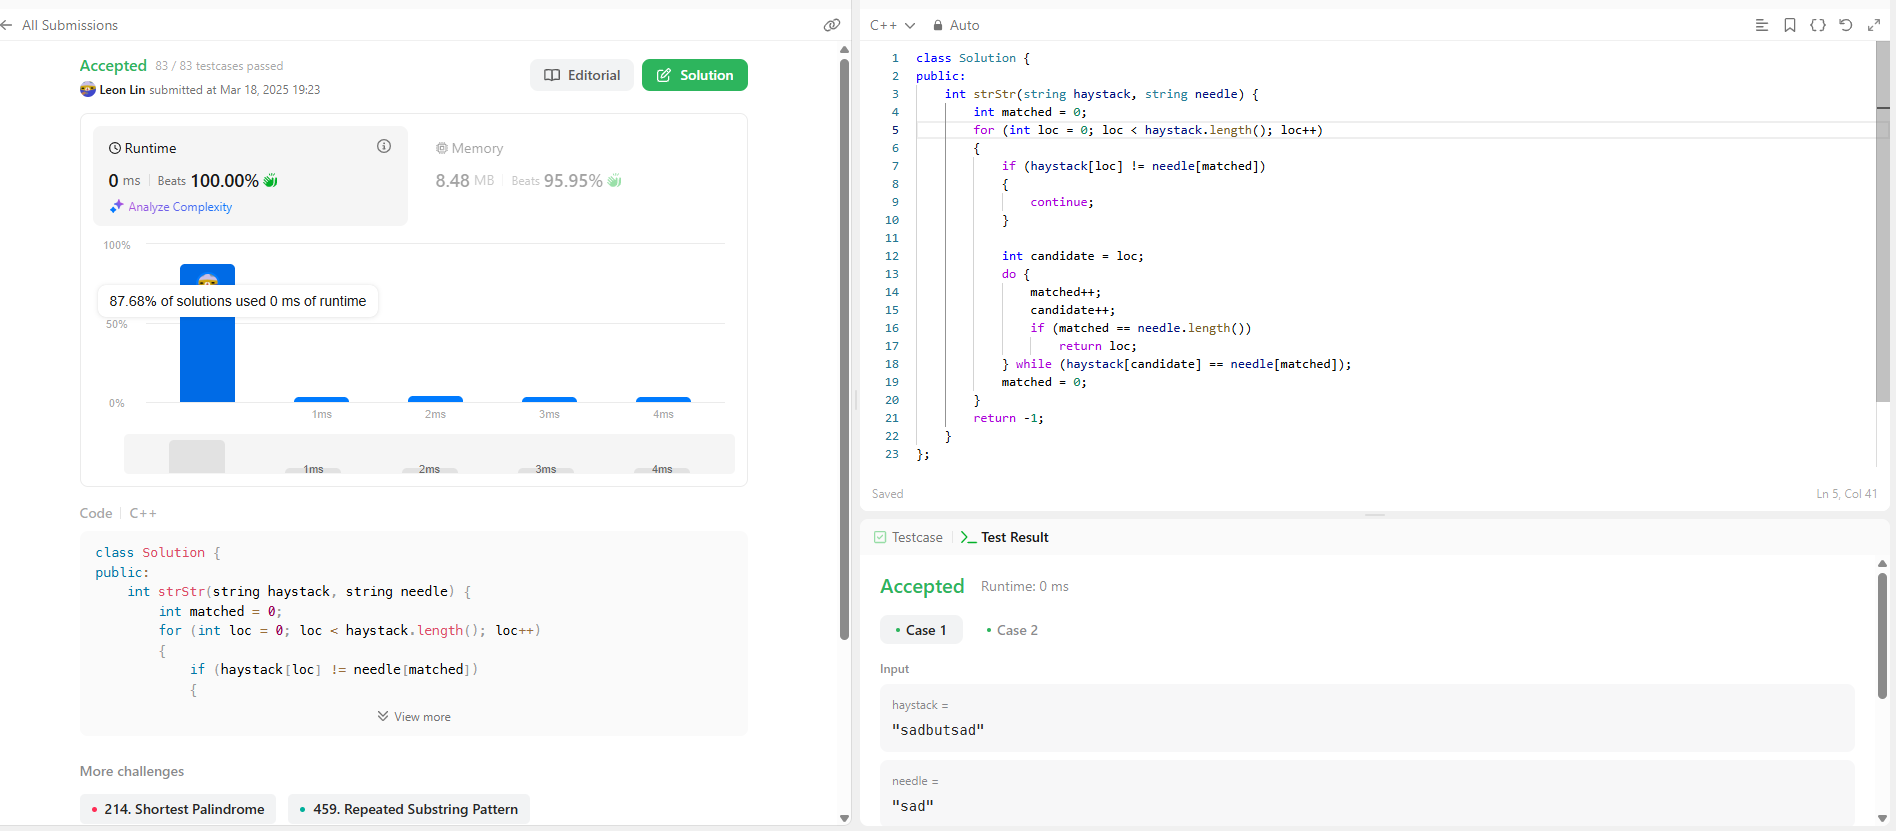 All Submissions
Accepted 83 / 83 testcases passed
Leon Lin submitted at Mar 18, 2025 19:23
Editorial
Solution
Runtime
0 ms Beats 100.00%
Analyze Complexity
Memory
8.48 MB Beats 95.95%
100%
87.68% of solutions used 0 ms of runtime
50%
0%
1ms 2ms 3ms 4ms
1ms 2ms 3ms 4ms
Code C++
class Solution {
public:
    int strStr(string haystack, string needle) {
        int matched = 0;
        for (int loc = 0; loc < haystack.length(); loc++)
        {
            if (haystack[loc] != needle[matched])
            {
View more
More challenges
214. Shortest Palindrome
459. Repeated Substring Pattern
C++ Auto
1 class Solution {
2 public:
3     int strStr(string haystack, string needle) {
4         int matched = 0;
5         for (int loc = 0; loc < haystack.length(); loc++)
6         {
7             if (haystack[loc] != needle[matched])
8             {
9                 continue;
10             }
11
12             int candidate = loc;
13             do {
14                 matched++;
15                 candidate++;
16                 if (matched == needle.length())
17                     return loc;
18             } while (haystack[candidate] == needle[matched]);
19             matched = 0;
20         }
21         return -1;
22     }
23 };
Saved
Ln 5, Col 41
Testcase
Test Result
Accepted Runtime: 0 ms
Case 1
Case 2
Input
haystack =
"sadbutsad"
needle =
"sad"